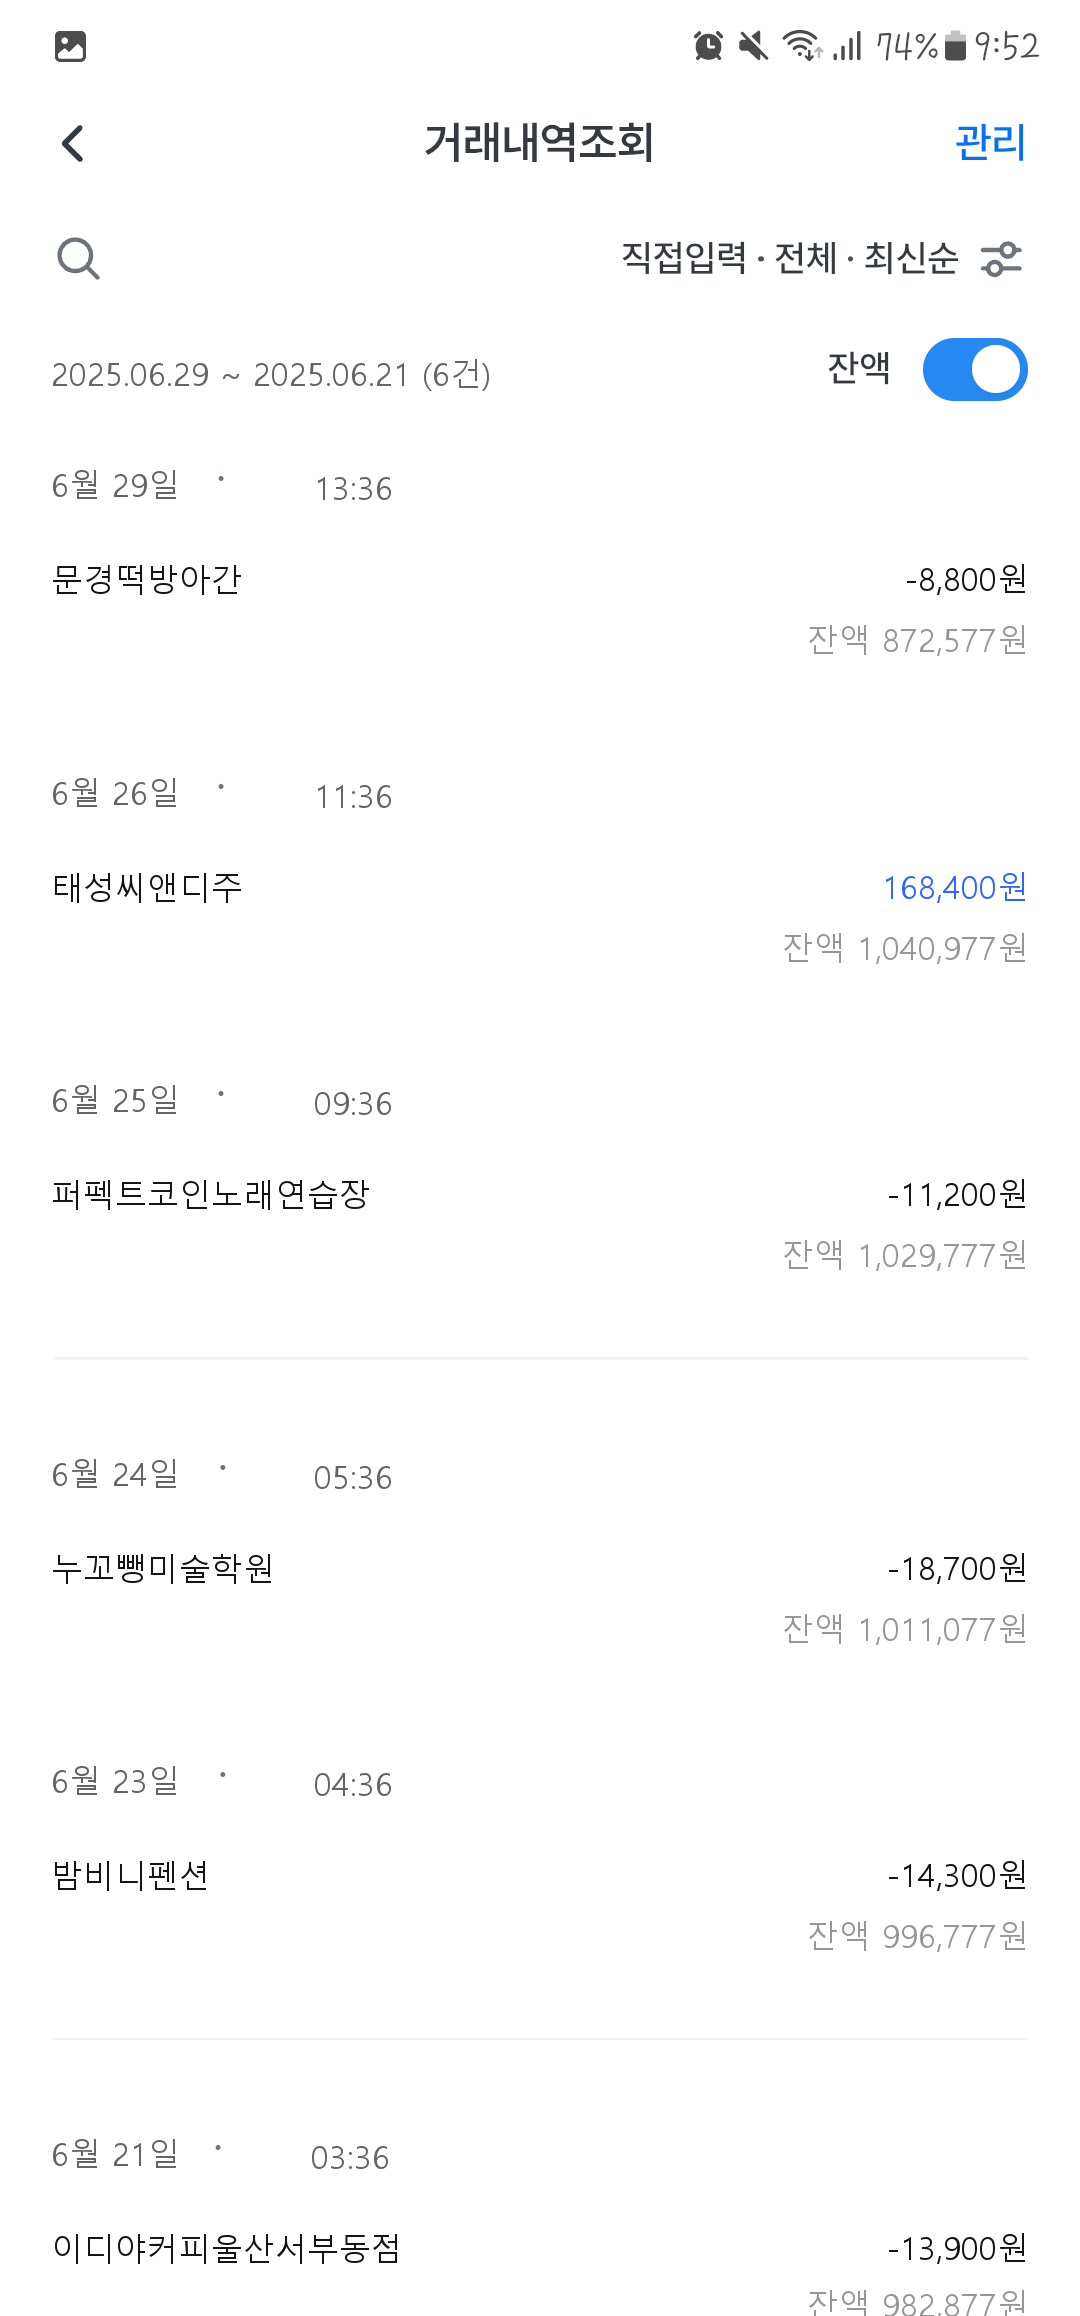 74% 9:52
거래내역조회 관리
직접입력 · 전체 · 최신순
2025.06.29 ~ 2025.06.21 (6건) 잔액
6월 29일 · 13:36
문경떡방아간 -8,800원
잔액 872,577원
6월 26일 · 11:36
태성씨앤디주 168,400원
잔액 1,040,977원
6월 25일 · 09:36
퍼펙트코인노래연습장 -11,200원
잔액 1,029,777원
6월 24일 · 05:36
누꼬뺑미술학원 -18,700원
잔액 1,011,077원
6월 23일 · 04:36
밤비니펜션 -14,300원
잔액 996,777원
6월 21일 · 03:36
이디야커피울산서부동점 -13,900원
잔액 982,877원